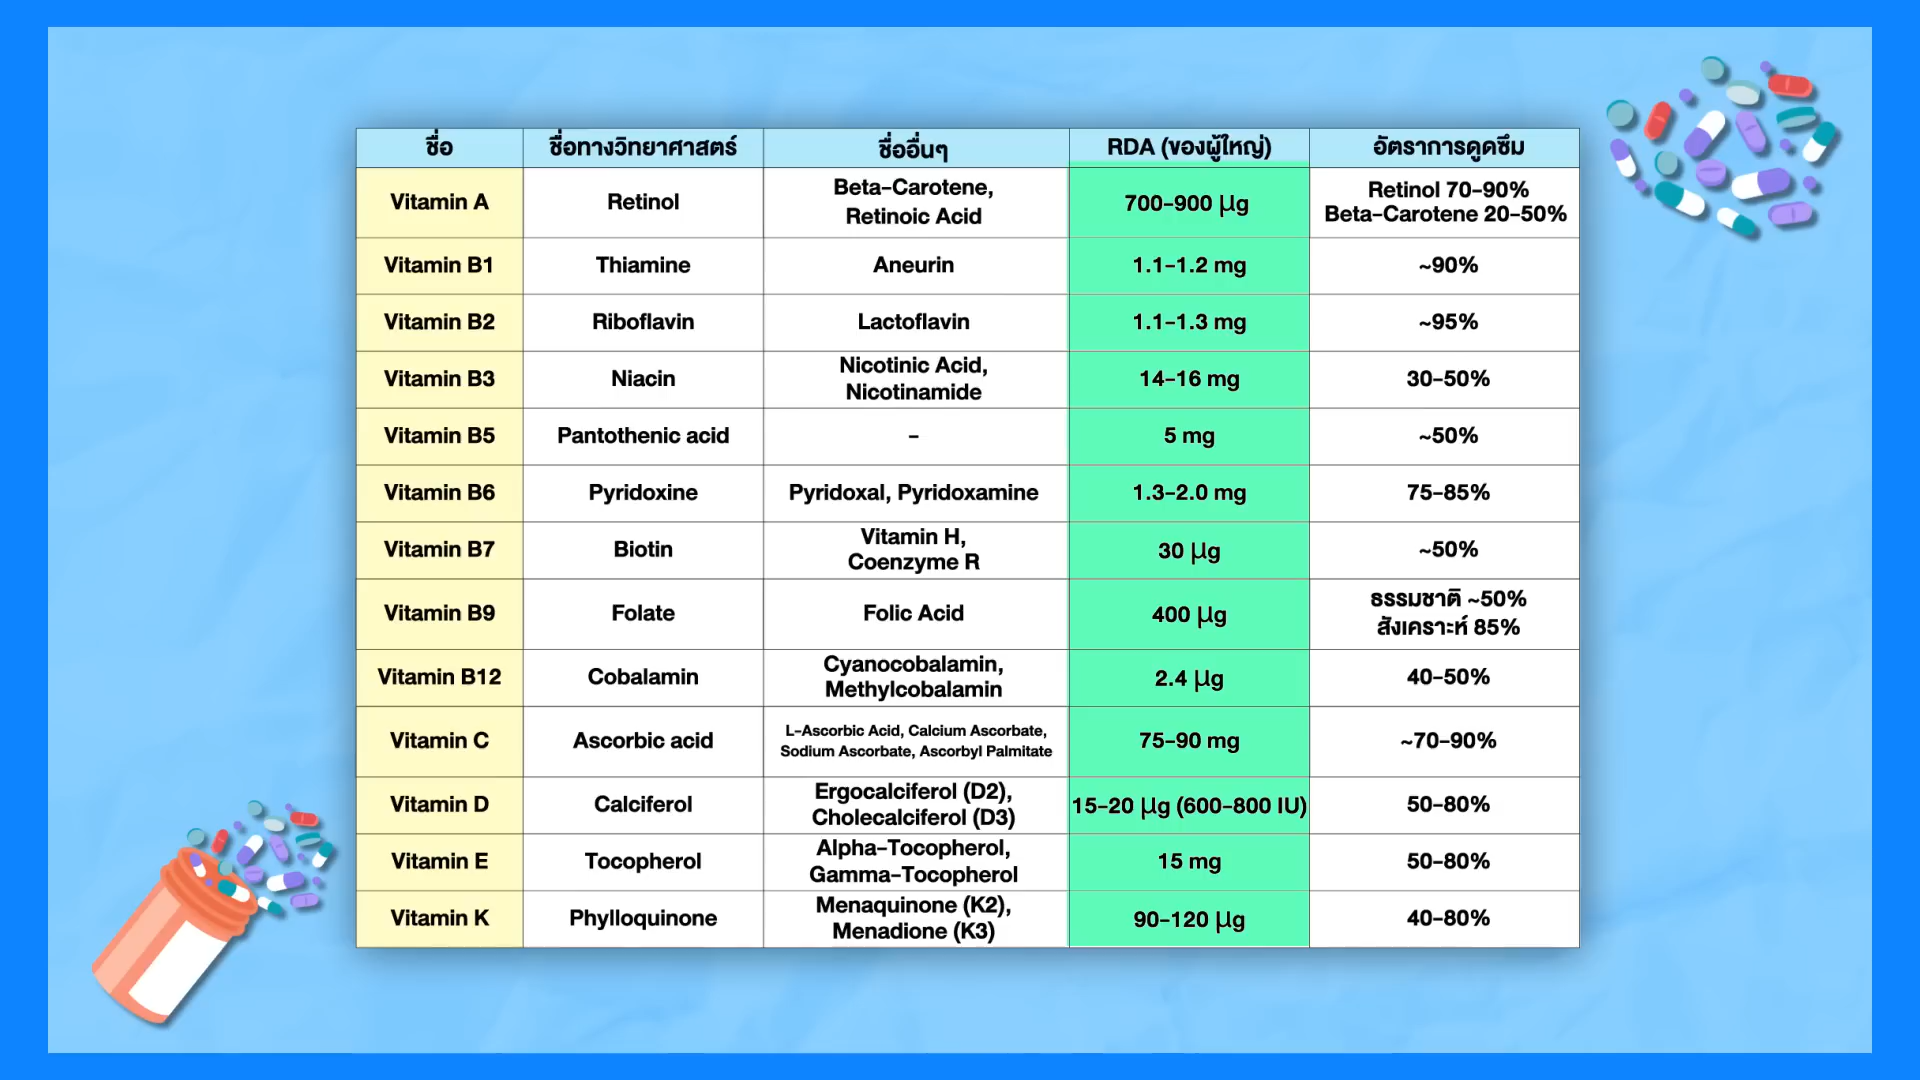 ชื่อ ชื่อทางวิทยาศาสตร์ ชื่ออื่นๆ RDA (ของผู้ใหญ่) อัตราการดูดซึม
Vitamin A Retinol Beta-Carotene, Retinoic Acid 700-900 μg Retinol 70-90% Beta-Carotene 20-50%
Vitamin B1 Thiamine Aneurin 1.1-1.2 mg ~90%
Vitamin B2 Riboflavin Lactoflavin 1.1-1.3 mg ~95%
Vitamin B3 Niacin Nicotinic Acid, Nicotinamide 14-16 mg 30-50%
Vitamin B5 Pantothenic acid - 5 mg ~50%
Vitamin B6 Pyridoxine Pyridoxal, Pyridoxamine 1.3-2.0 mg 75-85%
Vitamin B7 Biotin Vitamin H, Coenzyme R 30 μg ~50%
Vitamin B9 Folate Folic Acid 400 μg ธรรมชาติ ~50% สังเคราะห์ 85%
Vitamin B12 Cobalamin Cyanocobalamin, Methylcobalamin 2.4 μg 40-50%
Vitamin C Ascorbic acid L-Ascorbic Acid, Calcium Ascorbate, Sodium Ascorbate, Ascorbyl Palmitate 75-90 mg ~70-90%
Vitamin D Calciferol Ergocalciferol (D2), Cholecalciferol (D3) 15-20 μg (600-800 IU) 50-80%
Vitamin E Tocopherol Alpha-Tocopherol, Gamma-Tocopherol 15 mg 50-80%
Vitamin K Phylloquinone Menaquinone (K2), Menadione (K3) 90-120 μg 40-80%